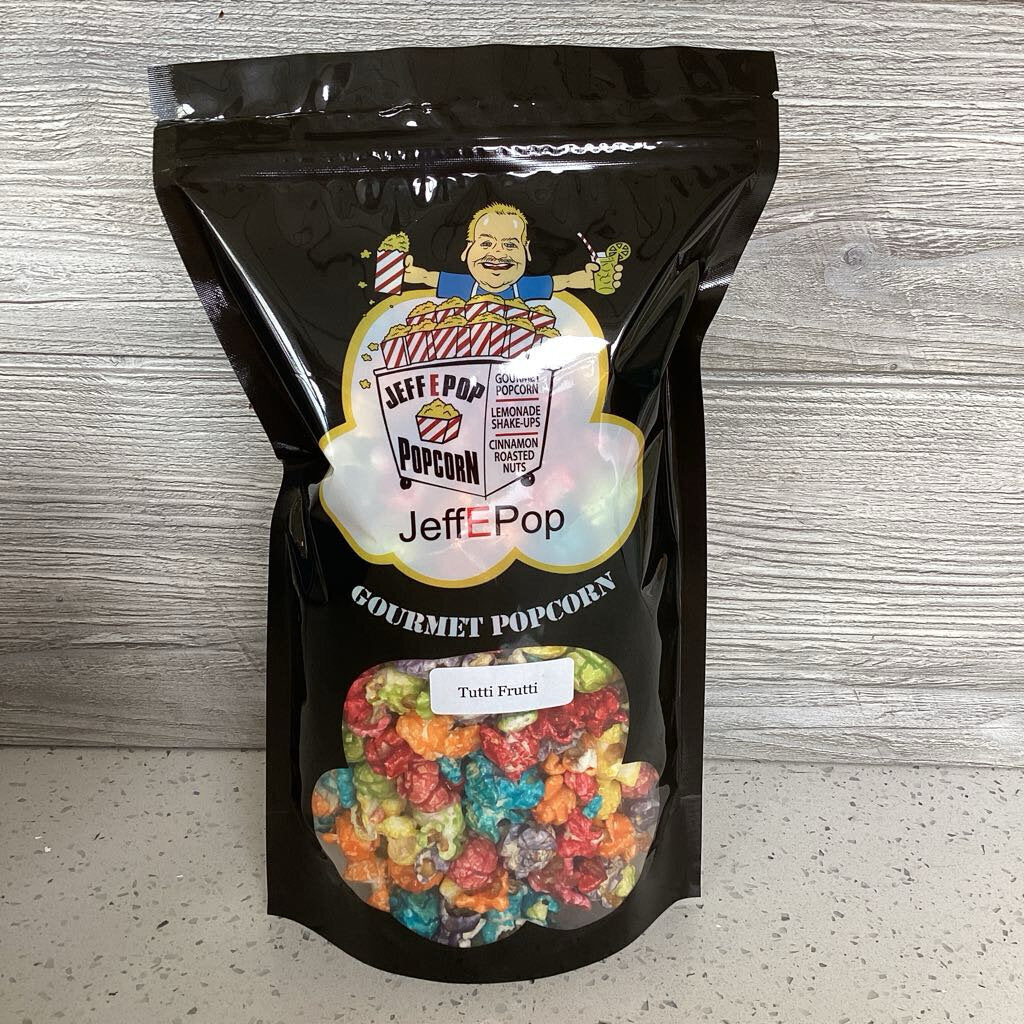 JEFF E POP
POPCORN
GOURMET
POPCORN
LEMONADE
SHAKE-UPS
CINNAMON
ROASTED
NUTS
JeffEPop
GOURMET POPCORN
Tutti Frutti